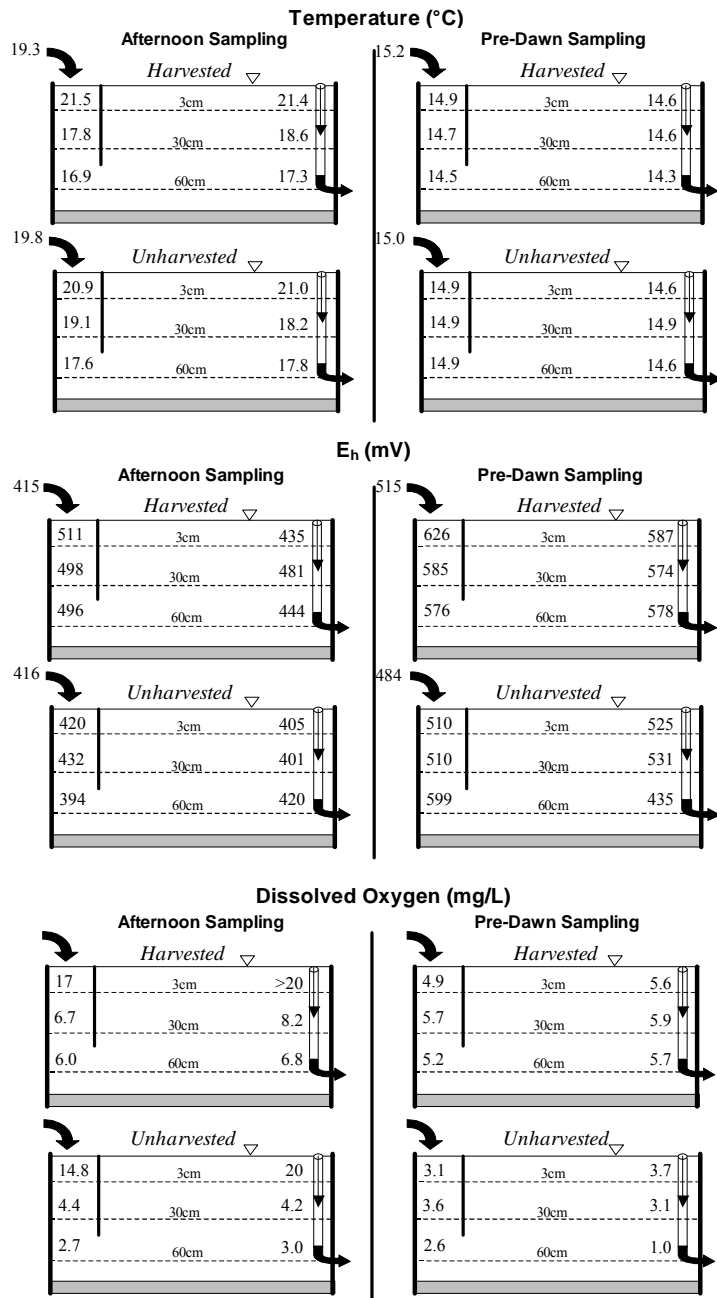 Temperature (°C)
Afternoon Sampling
Pre-Dawn Sampling
19.3
Harvested
21.5 3cm 21.4
17.8 30cm 18.6
16.9 60cm 17.3
15.2
Harvested
14.9 3cm 14.6
14.7 30cm 14.6
14.5 60cm 14.3
19.8
Unharvested
20.9 3cm 21.0
19.1 30cm 18.2
17.6 60cm 17.8
15.0
Unharvested
14.9 3cm 14.6
14.9 30cm 14.9
14.9 60cm 14.6
Eₕ (mV)
Afternoon Sampling
Pre-Dawn Sampling
415
Harvested
511 3cm 435
498 30cm 481
496 60cm 444
515
Harvested
626 3cm 587
585 30cm 574
576 60cm 578
416
Unharvested
420 3cm 405
432 30cm 401
394 60cm 420
484
Unharvested
510 3cm 525
510 30cm 531
599 60cm 435
Dissolved Oxygen (mg/L)
Afternoon Sampling
Pre-Dawn Sampling
Harvested
17 3cm >20
6.7 30cm 8.2
6.0 60cm 6.8
Harvested
4.9 3cm 5.6
5.7 30cm 5.9
5.2 60cm 5.7
Unharvested
14.8 3cm 20
4.4 30cm 4.2
2.7 60cm 3.0
Unharvested
3.1 3cm 3.7
3.6 30cm 3.1
2.6 60cm 1.0